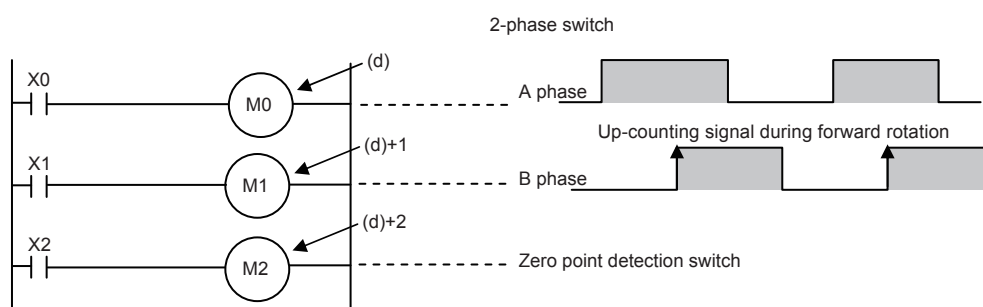 2-phase switch
X0
M0
(d)
A phase
Up-counting signal during forward rotation
X1
M1
(d)+1
B phase
X2
M2
(d)+2
Zero point detection switch